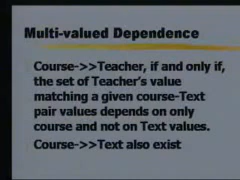 Multi-valued Dependence
Course->>Teacher, if and only if,
the set of Teacher's value
matching a given course-Text
pair values depends on only
course and not on Text values.
Course->>Text also exist